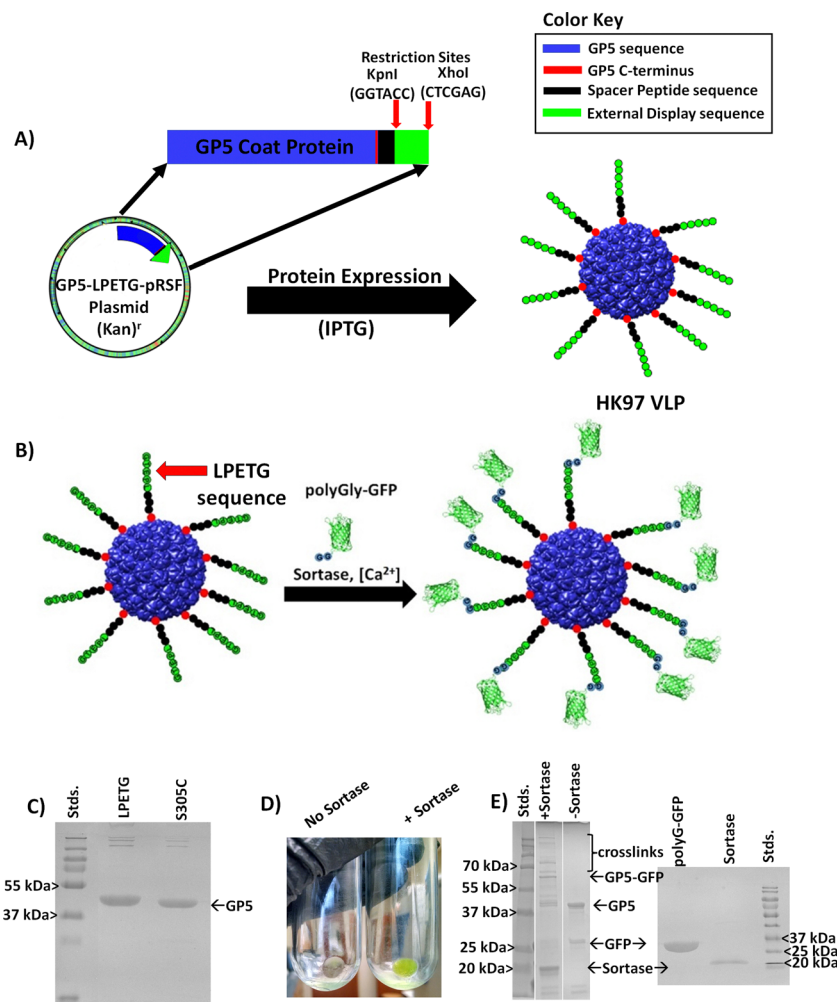 Color Key
GP5 sequence
GP5 C-terminus
Spacer Peptide sequence
External Display sequence
Restriction Sites
KpnI XhoI
(GGTACC) (CTCGAG)
A)
GP5 Coat Protein
GP5-LPETG-pRSF
Plasmid
(Kan)ʳ
Protein Expression
(IPTG)
HK97 VLP
B)
LPETG
sequence
polyGly-GFP
G G
Sortase, [Ca²⁺]
C)
Stds.
LPETG
S305C
55 kDa>
37 kDa>
←GP5
D)
No Sortase
+ Sortase
E)
Stds.
+Sortase
-Sortase
crosslinks
70 kDa>
←GP5-GFP
55 kDa>
←GP5
37 kDa>
25 kDa>
←GFP→
20 kDa>
←Sortase→
polyG-GFP
Sortase
Stds.
<37 kDa
<25 kDa
<20 kDa